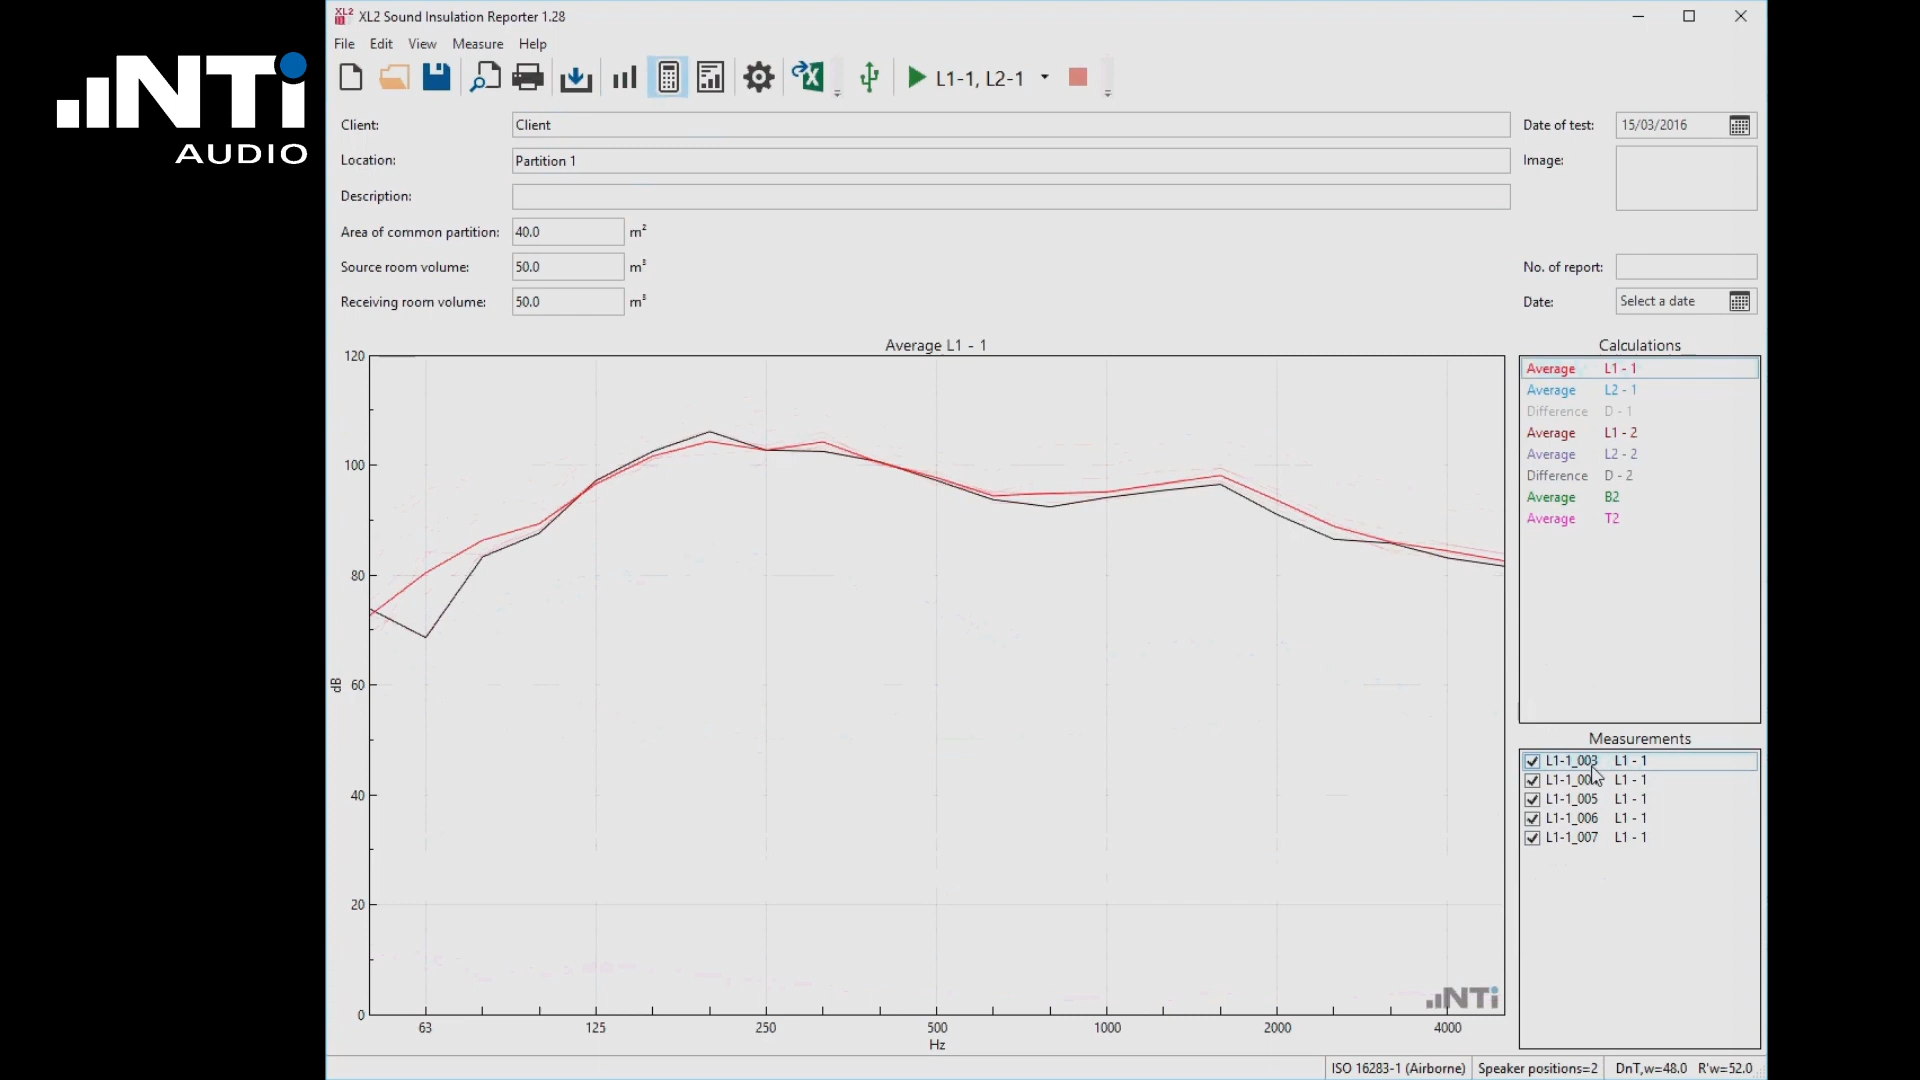 NTi
AUDIO
XL2 Sound Insulation Reporter 1.28
File Edit View Measure Help
L1-1, L2-1
Client: Client
Date of test: 15/03/2016
Location: Partition 1
Image:
Description:
Area of common partition: 40.0 m²
Source room volume: 50.0 m³
No. of report:
Receiving room volume: 50.0 m³
Date: Select a date
Average L1 - 1
120
100
80
60
40
20
0
dB
63 125 250 500 1000 2000 4000
Hz
NTi
Calculations
Average L1 - 1
Average L2 - 1
Difference D - 1
Average L1 - 2
Average L2 - 2
Difference D - 2
Average B2
Average T2
Measurements
L1-1_003 L1 - 1
L1 - 1
L1-1_005 L1 - 1
L1-1_006 L1 - 1
L1-1_007 L1 - 1
ISO 16283-1 (Airborne) Speaker positions=2 DnT,w=48.0 R'w=52.0